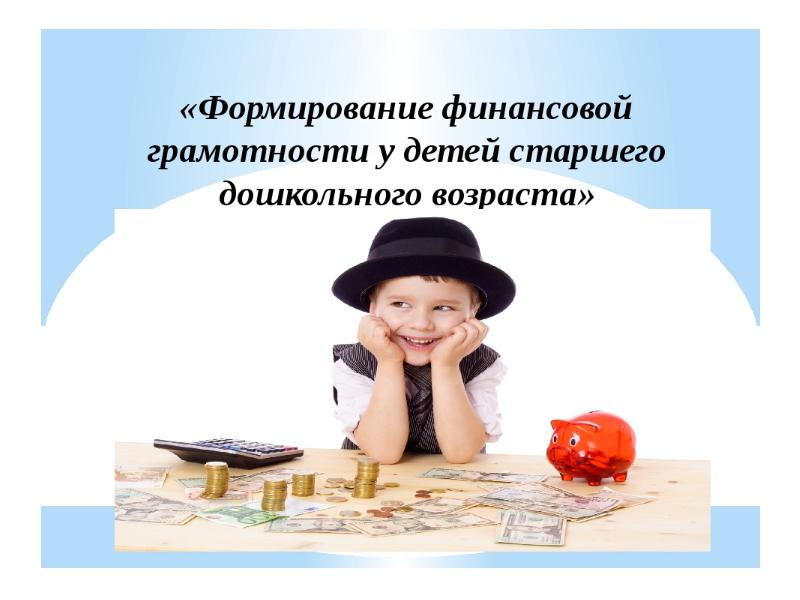 «Формирование финансовой
грамотности у детей старшего
дошкольного возраста»